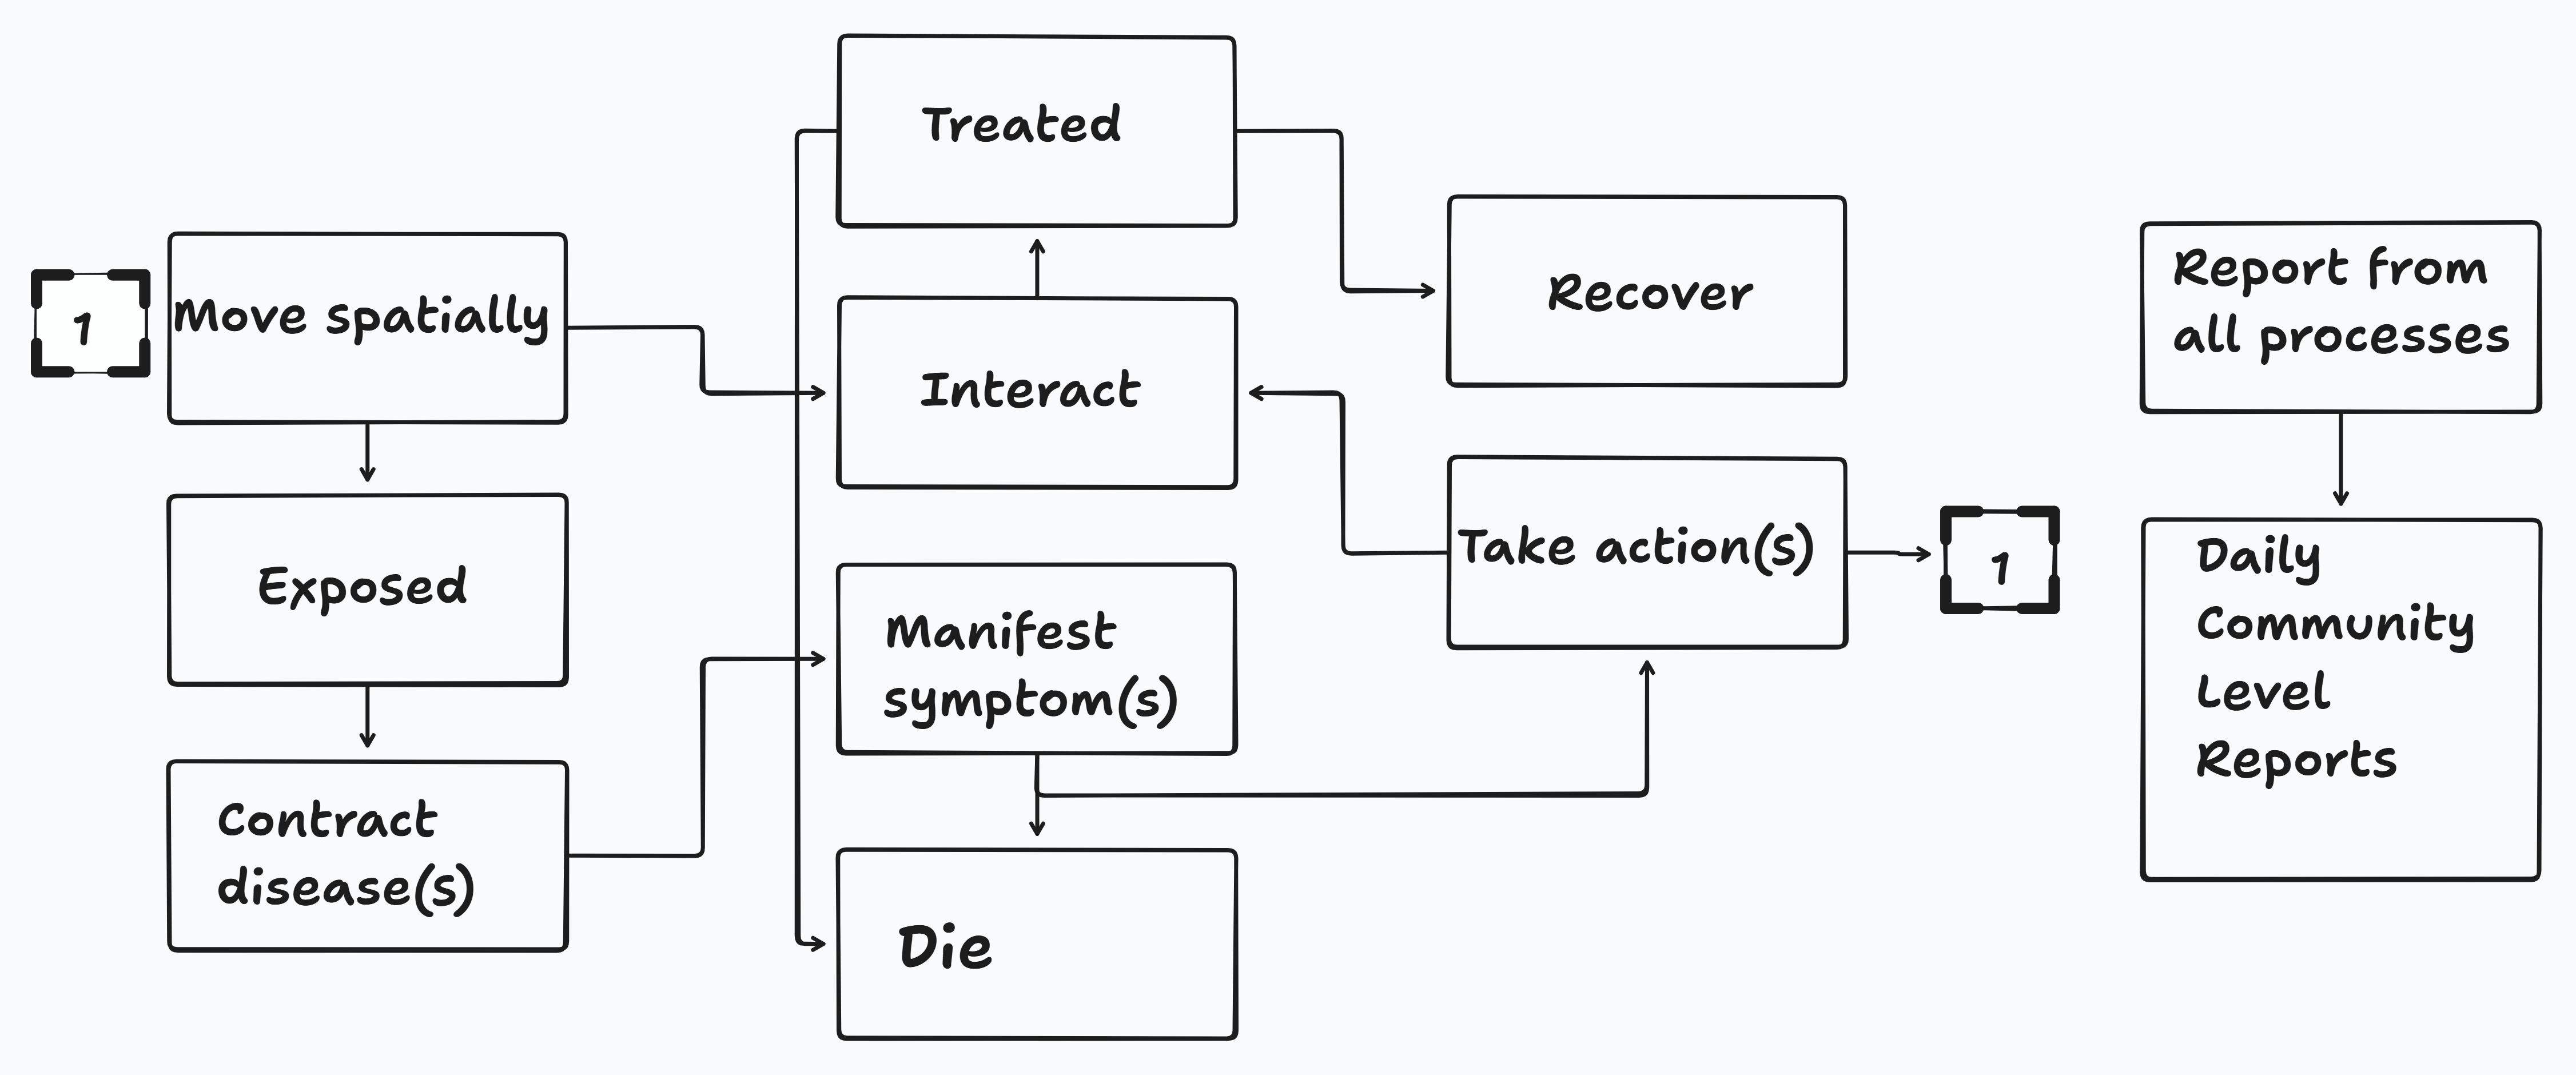 1
Move spatially
Exposed
Contract
disease(s)
Treated
Interact
Manifest
symptom(s)
Die
Recover
Take action(s)
1
Report from
all processes
Daily
Community
Level
Reports